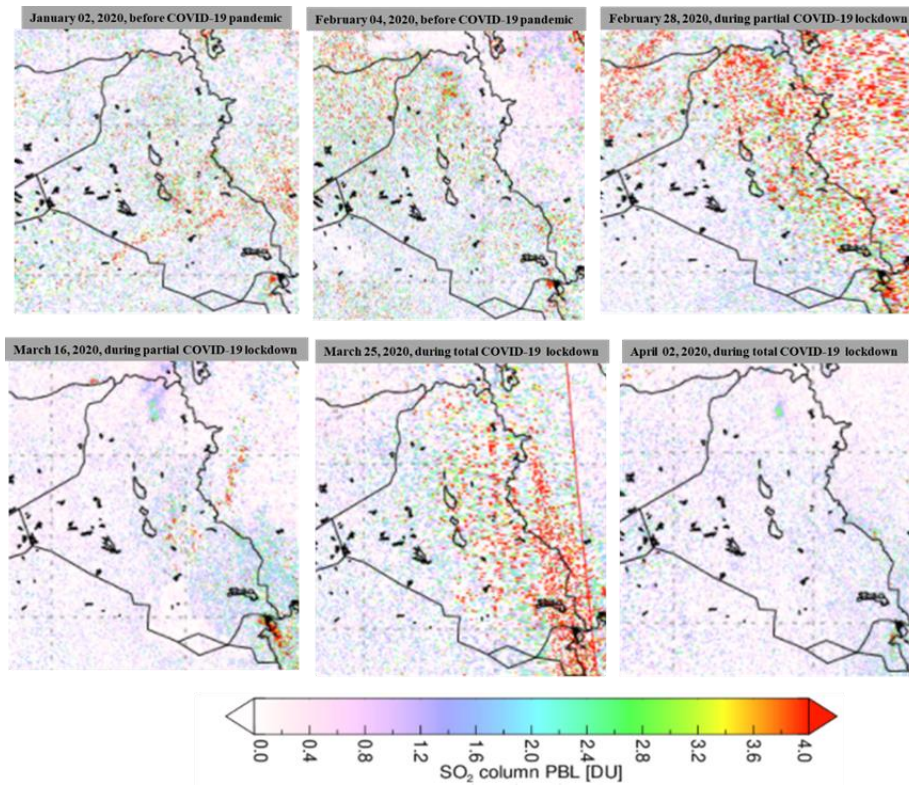 January 02, 2020, before COVID-19 pandemic
February 04, 2020, before COVID-19 pandemic
February 28, 2020, during partial COVID-19 lockdown
March 16, 2020, during partial COVID-19 lockdown
March 25, 2020, during total COVID-19 lockdown
April 02, 2020, during total COVID-19 lockdown
0.0 0.4 0.8 1.2 1.6 2.0 2.4 2.8 3.2 3.6 4.0
SO₂ column PBL [DU]